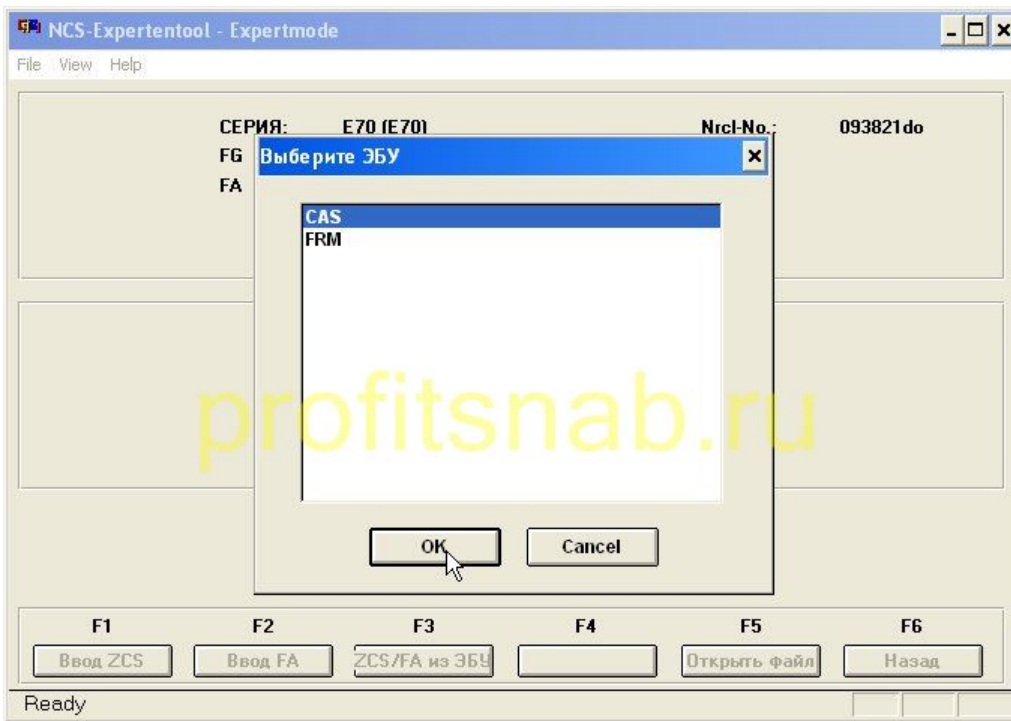 NCS-Expertentool - Expertmode
File View Help
СЕРИЯ: E70 (E70) Nrcl-No.: 093821do
FG
FA
Выберите ЭБУ
CAS
FRM
profitsnab.ru
OK Cancel
F1 F2 F3 F4 F5 F6
Ввод ZCS Ввод FA ZCS/FA из ЭБУ Открыть файл Назад
Ready